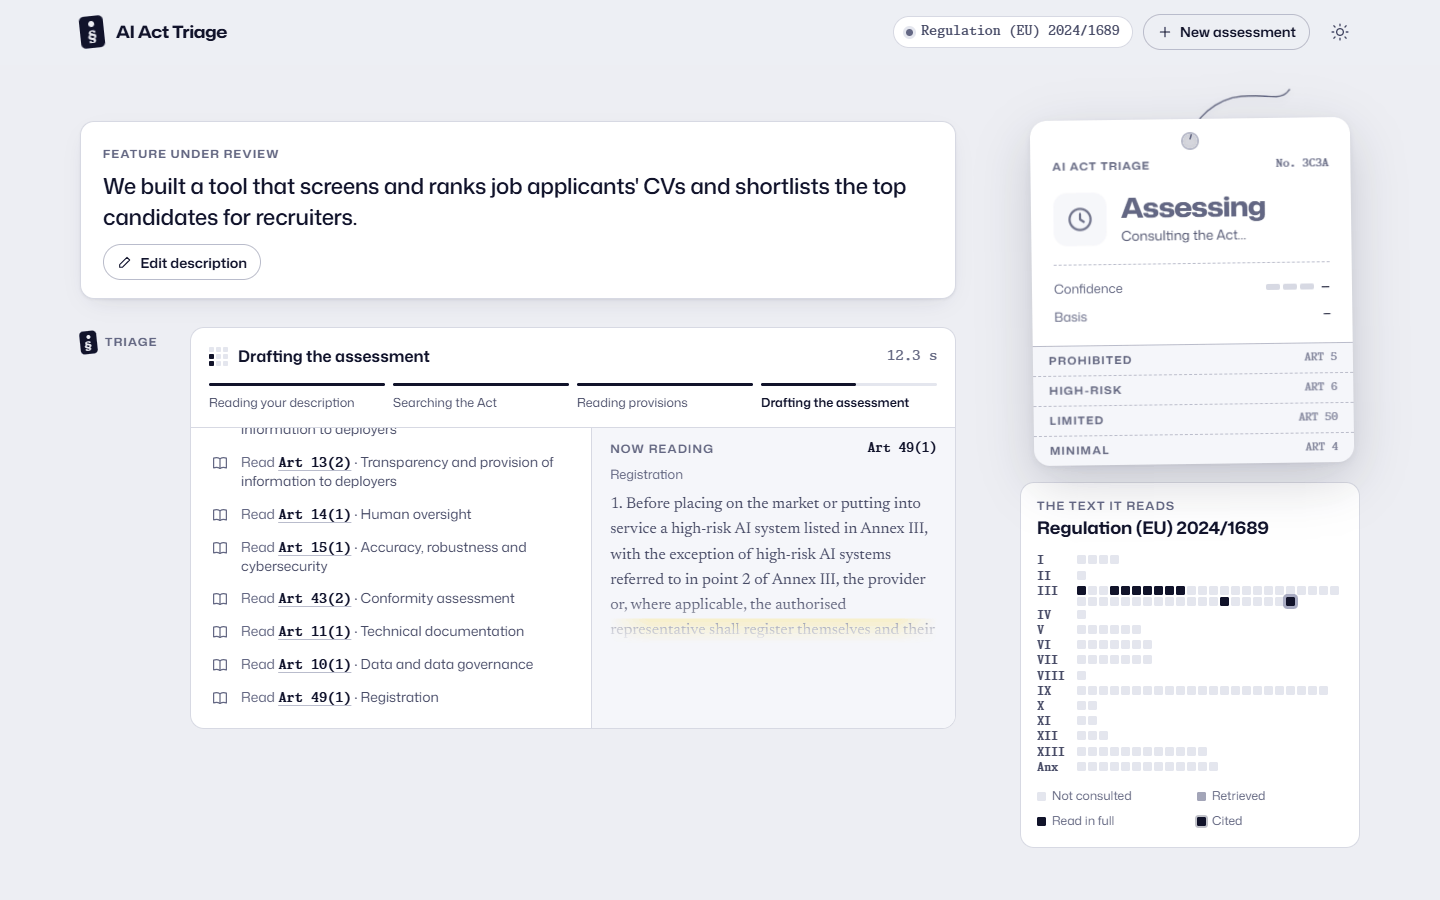 AI Act Triage
Regulation (EU) 2024/1689
New assessment
FEATURE UNDER REVIEW
We built a tool that screens and ranks job applicants' CVs and shortlists the top
candidates for recruiters.
Edit description
TRIAGE
Drafting the assessment
12.3 s
Reading your description
Searching the Act
Reading provisions
Drafting the assessment
information to deployers
Read Art 13(2) · Transparency and provision of
information to deployers
Read Art 14(1) · Human oversight
Read Art 15(1) · Accuracy, robustness and
cybersecurity
Read Art 43(2) · Conformity assessment
Read Art 11(1) · Technical documentation
Read Art 10(1) · Data and data governance
Read Art 49(1) · Registration
NOW READING
Art 49(1)
Registration
1. Before placing on the market or putting into
service a high-risk AI system listed in Annex III,
with the exception of high-risk AI systems
referred to in point 2 of Annex III, the provider
or, where applicable, the authorised
representative shall register themselves and their
AI ACT TRIAGE
No. 3C3A
Assessing
Consulting the Act…
Confidence –
Basis –
PROHIBITED ART 5
HIGH-RISK ART 6
LIMITED ART 50
MINIMAL ART 4
THE TEXT IT READS
Regulation (EU) 2024/1689
I
II
III
IV
V
VI
VII
VIII
IX
X
XI
XII
XIII
Anx
Not consulted
Retrieved
Read in full
Cited